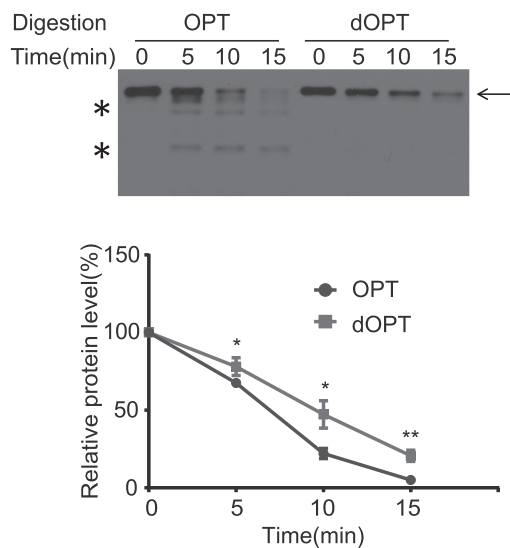 Digestion OPT dOPT
Time(min) 0 5 10 15 0 5 10 15
*
*
Relative protein level(%)
150
100
50
0
OPT
dOPT
* * **
0 5 10 15
Time(min)